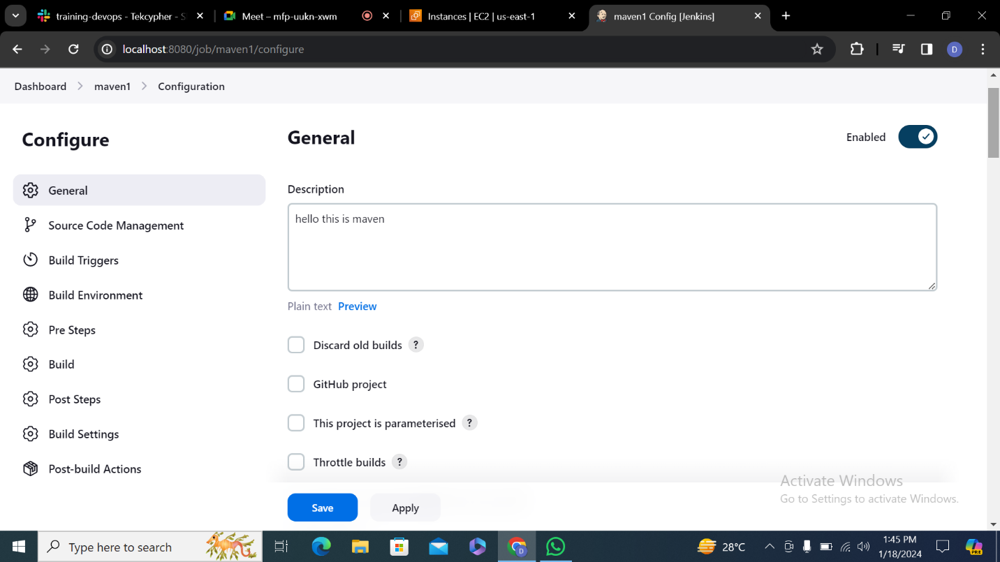 training-devops - Tekcypher - S
Meet – mfp-uukn-xwm
Instances | EC2 | us-east-1
maven1 Config [Jenkins]
localhost:8080/job/maven1/configure
D
Dashboard
maven1
Configuration
Configure
General
Source Code Management
Build Triggers
Build Environment
Pre Steps
Build
Post Steps
Build Settings
Post-build Actions
General
Enabled
Description
hello this is maven
Plain text Preview
Discard old builds ?
GitHub project
This project is parameterised ?
Throttle builds ?
Save
Apply
Activate Windows
Go to Settings to activate Windows.
Type here to search
D
28°C
1:45 PM
1/18/2024
PRE